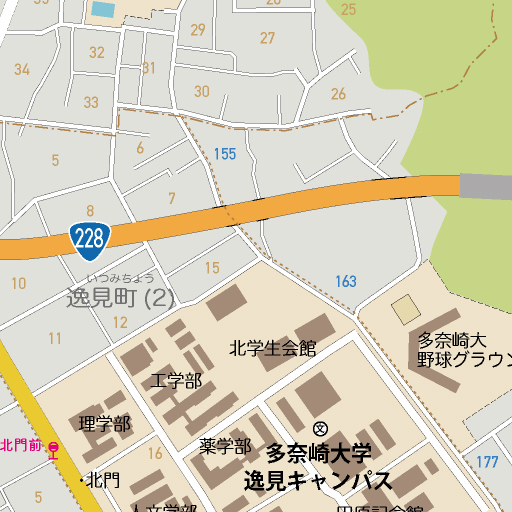 29
27
32
34
31
30
26
33
6
155
5
7
8
228
15
いつみちょう
逸見町 (2)
163
10
12
11
北学生会館
多奈崎大
野球グラウン
工学部
理学部
薬学部
北門前
多奈崎大学
逸見キャンパス
16
177
・北門
5